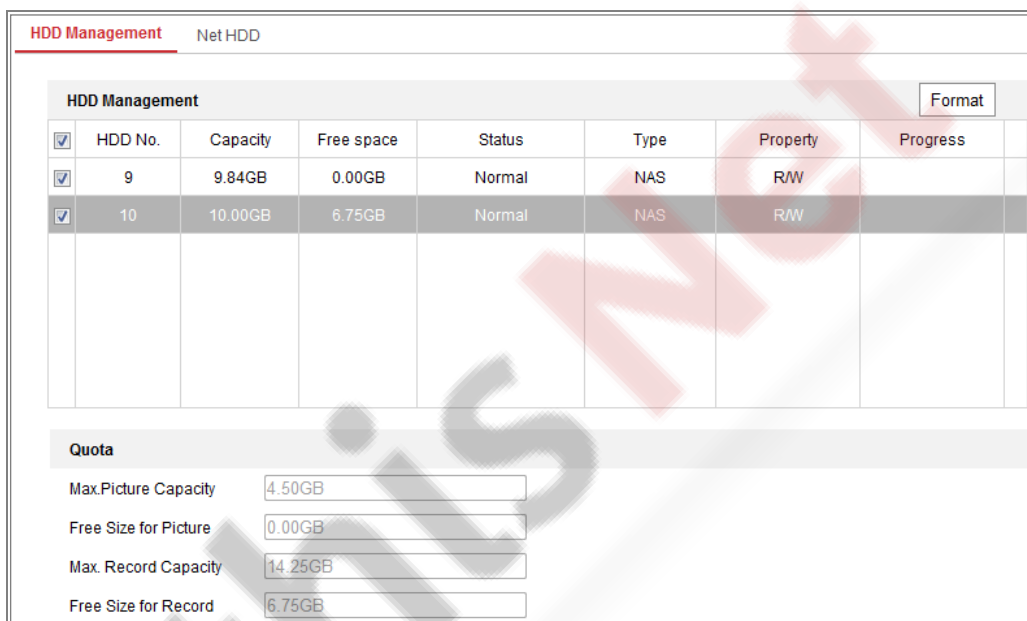 HDD Management Net HDD
HDD Management Format
HDD No. Capacity Free space Status Type Property Progress
9 9.84GB 0.00GB Normal NAS R/W
10 10.00GB 6.75GB Normal NAS R/W
Quota
Max.Picture Capacity 4.50GB
Free Size for Picture 0.00GB
Max. Record Capacity 14.25GB
Free Size for Record 6.75GB
his Net